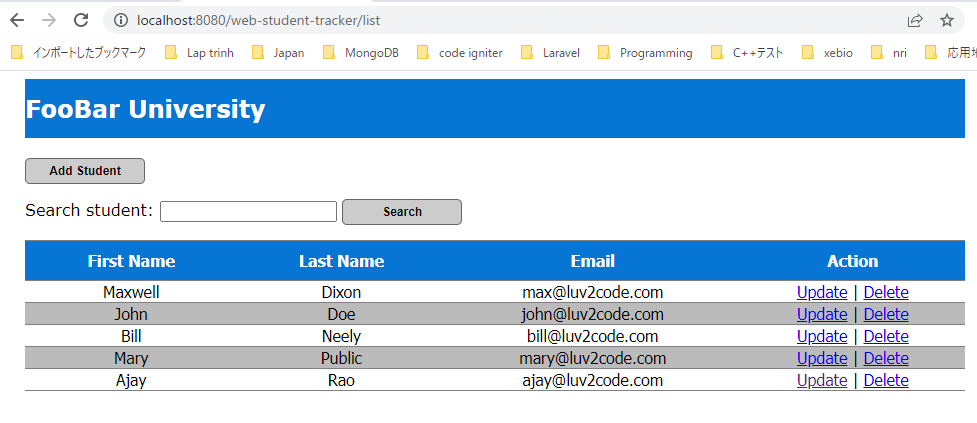 localhost:8080/web-student-tracker/list
インポートしたブックマーク Lap trinh Japan MongoDB code igniter Laravel Programming C++テスト xebio nri 応用地
FooBar University
Add Student
Search student: Search
First Name Last Name Email Action
Maxwell Dixon max@luv2code.com Update | Delete
John Doe john@luv2code.com Update | Delete
Bill Neely bill@luv2code.com Update | Delete
Mary Public mary@luv2code.com Update | Delete
Ajay Rao ajay@luv2code.com Update | Delete